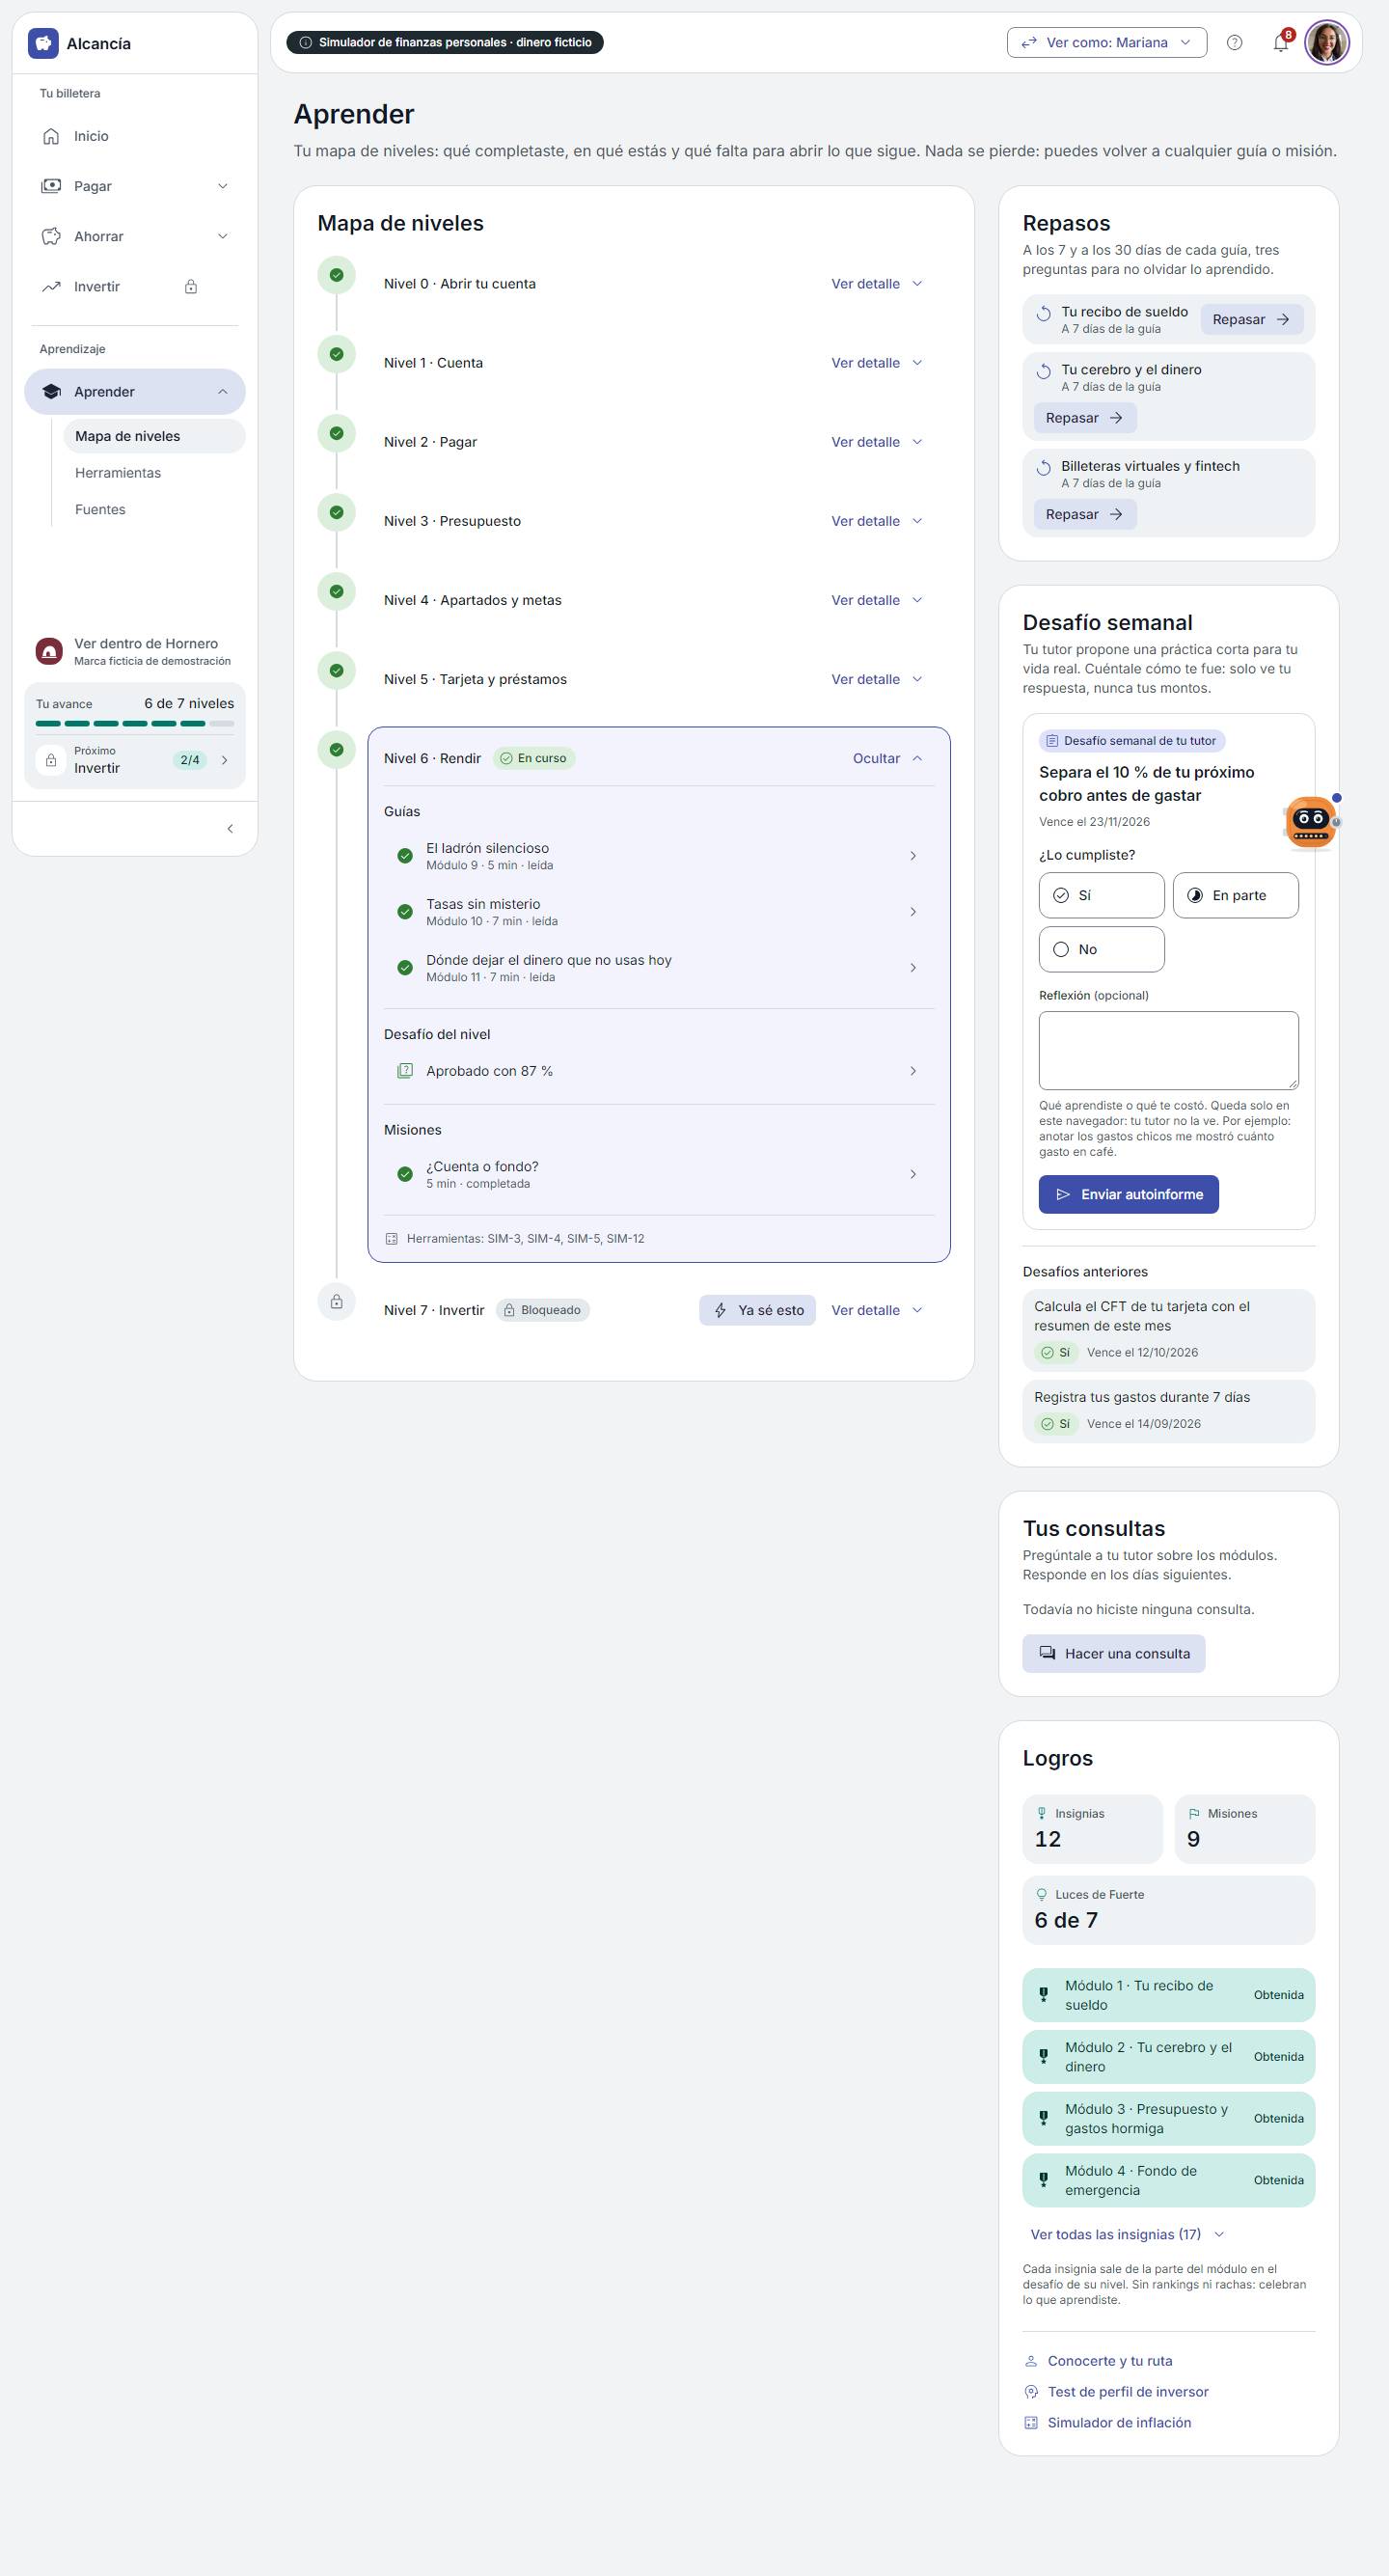 Alcancía
Tu billetera
Inicio
Pagar
Ahorrar
Invertir
Aprendizaje
Aprender
Mapa de niveles
Herramientas
Fuentes
Ver dentro de Hornero
Marca ficticia de demostración
Tu avance
6 de 7 niveles
Próximo
Invertir
2/4
Simulador de finanzas personales · dinero ficticio
Ver como: Mariana
8
Aprender
Tu mapa de niveles: qué completaste, en qué estás y qué falta para abrir lo que sigue. Nada se pierde: puedes volver a cualquier guía o misión.
Mapa de niveles
Nivel 0 · Abrir tu cuenta
Ver detalle
Nivel 1 · Cuenta
Ver detalle
Nivel 2 · Pagar
Ver detalle
Nivel 3 · Presupuesto
Ver detalle
Nivel 4 · Apartados y metas
Ver detalle
Nivel 5 · Tarjeta y préstamos
Ver detalle
Nivel 6 · Rendir
En curso
Ocultar
Guías
El ladrón silencioso
Módulo 9 · 5 min · leída
Tasas sin misterio
Módulo 10 · 7 min · leída
Dónde dejar el dinero que no usas hoy
Módulo 11 · 7 min · leída
Desafío del nivel
Aprobado con 87 %
Misiones
¿Cuenta o fondo?
5 min · completada
Herramientas: SIM-3, SIM-4, SIM-5, SIM-12
Nivel 7 · Invertir
Bloqueado
Ya sé esto
Ver detalle
Repasos
A los 7 y a los 30 días de cada guía, tres
preguntas para no olvidar lo aprendido.
Tu recibo de sueldo
A 7 días de la guía
Repasar
Tu cerebro y el dinero
A 7 días de la guía
Repasar
Billeteras virtuales y fintech
A 7 días de la guía
Repasar
Desafío semanal
Tu tutor propone una práctica corta para tu
vida real. Cuéntale cómo te fue: solo ve tu
respuesta, nunca tus montos.
Desafío semanal de tu tutor
Separa el 10 % de tu próximo
cobro antes de gastar
Vence el 23/11/2026
¿Lo cumpliste?
Sí
En parte
No
Reflexión (opcional)
Qué aprendiste o qué te costó. Queda solo en
este navegador: tu tutor no la ve. Por ejemplo:
anotar los gastos chicos me mostró cuánto
gasto en café.
Enviar autoinforme
Desafíos anteriores
Calcula el CFT de tu tarjeta con el
resumen de este mes
Sí
Vence el 12/10/2026
Registra tus gastos durante 7 días
Sí
Vence el 14/09/2026
Tus consultas
Pregúntale a tu tutor sobre los módulos.
Responde en los días siguientes.
Todavía no hiciste ninguna consulta.
Hacer una consulta
Logros
Insignias
12
Misiones
9
Luces de Fuerte
6 de 7
Módulo 1 · Tu recibo de
sueldo
Obtenida
Módulo 2 · Tu cerebro y el
dinero
Obtenida
Módulo 3 · Presupuesto y
gastos hormiga
Obtenida
Módulo 4 · Fondo de
emergencia
Obtenida
Ver todas las insignias (17)
Cada insignia sale de la parte del módulo en el
desafío de su nivel. Sin rankings ni rachas: celebran
lo que aprendiste.
Conocerte y tu ruta
Test de perfil de inversor
Simulador de inflación